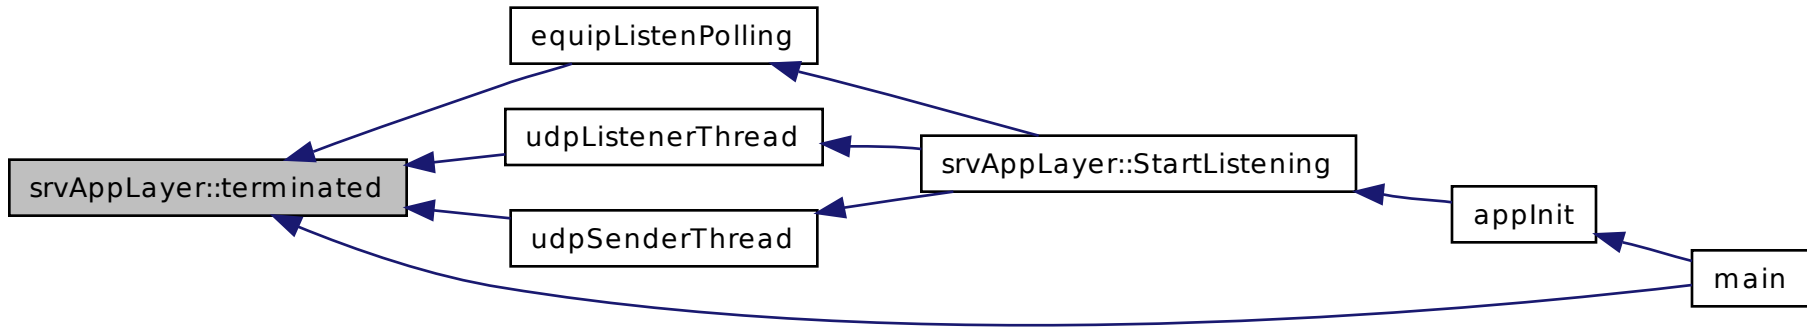 equipListenPolling
udpListenerThread
srvAppLayer::StartListening
srvAppLayer::terminated
appInit
udpSenderThread
main